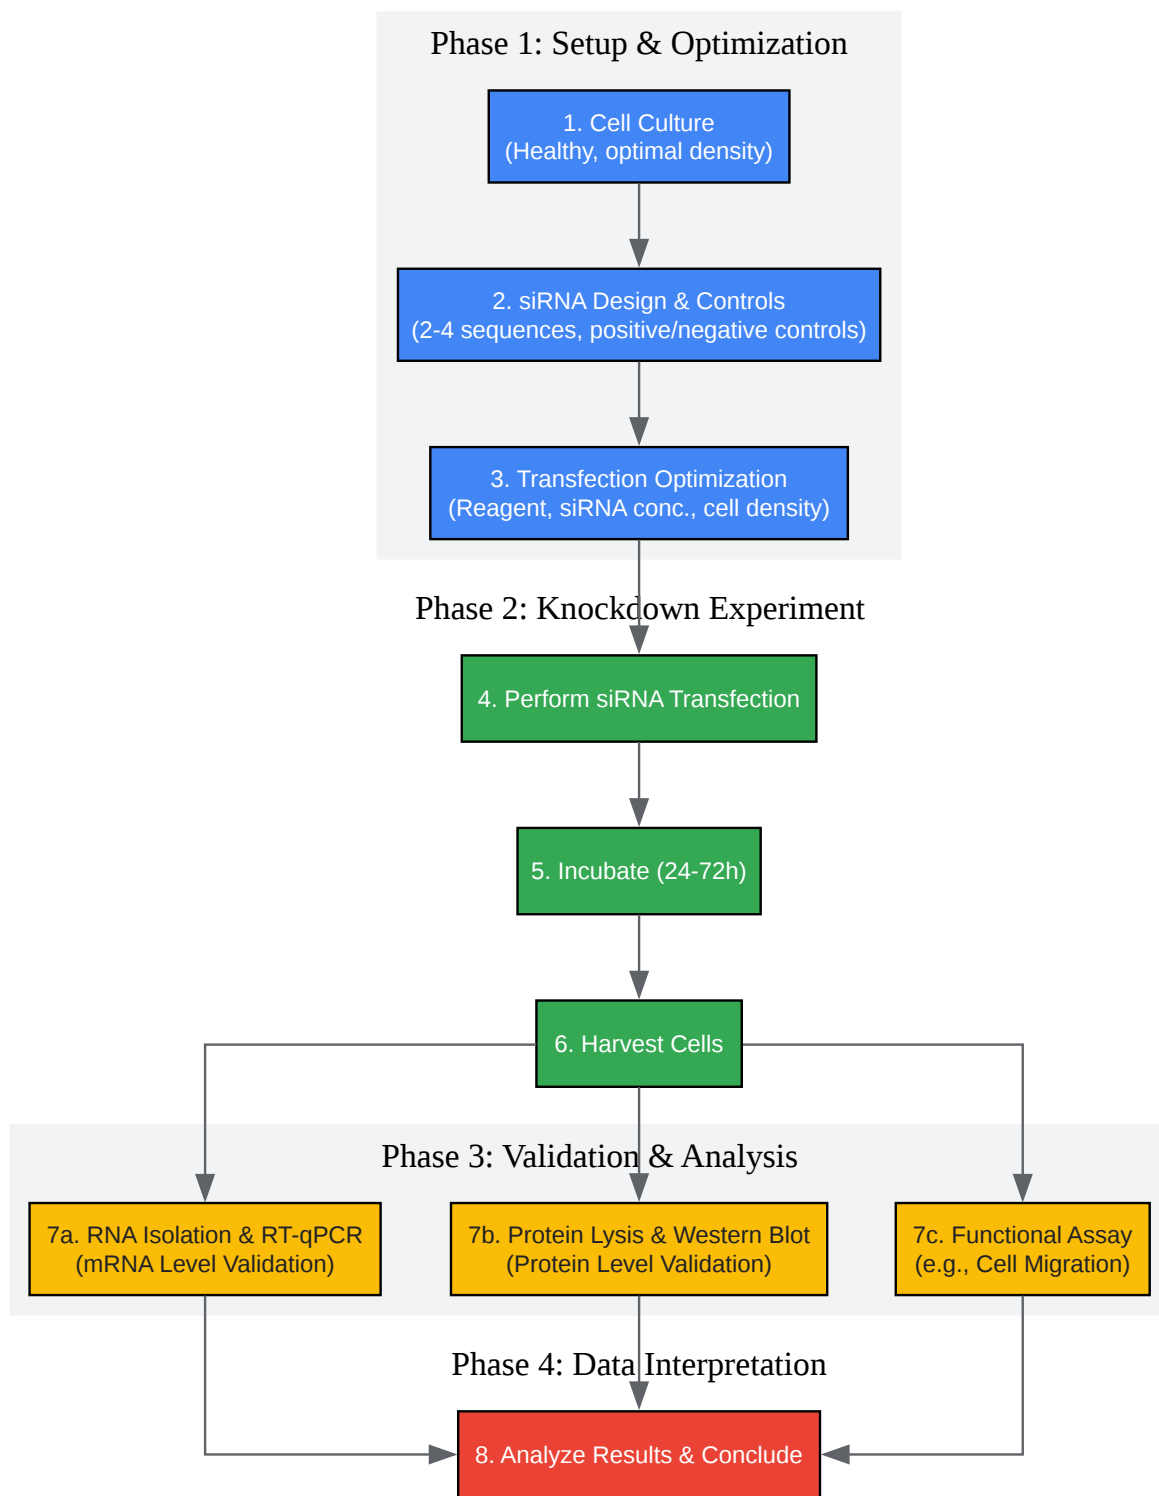 Phase 1: Setup & Optimization
1. Cell Culture
(Healthy, optimal density)
2. siRNA Design & Controls
(2-4 sequences, positive/negative controls)
3. Transfection Optimization
(Reagent, siRNA conc., cell density)
Phase 2: Knockdown Experiment
4. Perform siRNA Transfection
5. Incubate (24-72h)
6. Harvest Cells
Phase 3: Validation & Analysis
7a. RNA Isolation & RT-qPCR
(mRNA Level Validation)
7b. Protein Lysis & Western Blot
(Protein Level Validation)
7c. Functional Assay
(e.g., Cell Migration)
Phase 4: Data Interpretation
8. Analyze Results & Conclude